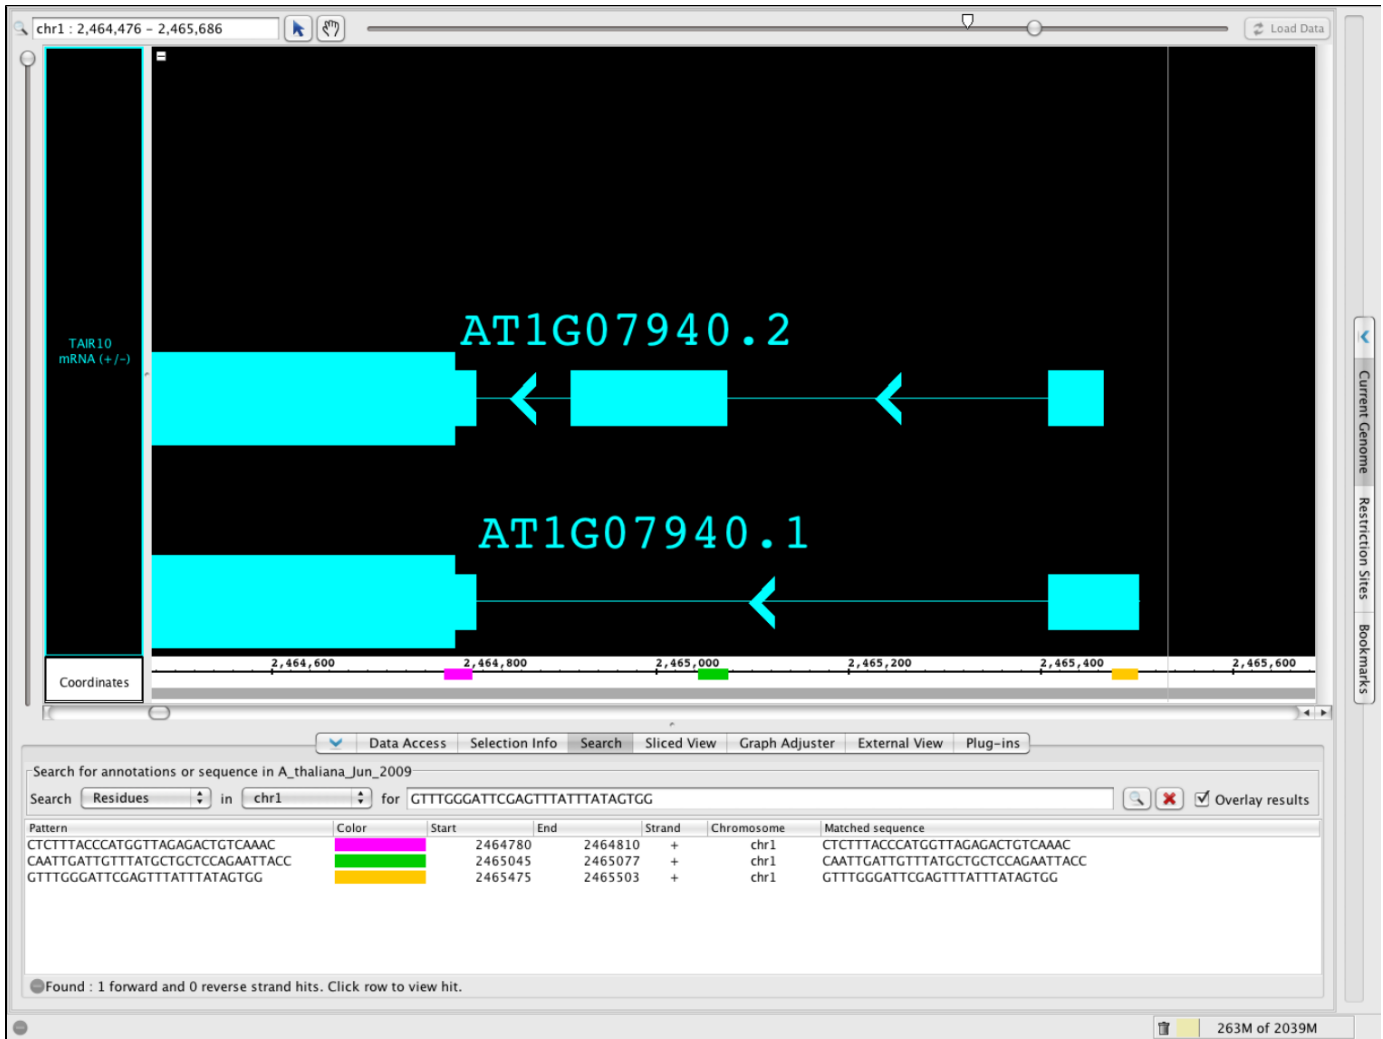 chr1 : 2,464,476 – 2,465,686
Load Data
TAIR10
mRNA (+/-)
AT1G07940.2
AT1G07940.1
Coordinates
2,464,600 2,464,800 2,465,000 2,465,200 2,465,400 2,465,600
Current Genome
Restriction Sites
Bookmarks
Data Access Selection Info Search Sliced View Graph Adjuster External View Plug-ins
Search for annotations or sequence in A_thaliana_Jun_2009
Search Residues in chr1 for GTTTGGGATTCGAGTTTATTTATAGTGG Overlay results
Pattern Color Start End Strand Chromosome Matched sequence
CTCTTTACCCATGGTTAGAGACTGTCAAAC 2464780 2464810 + chr1 CTCTTTACCCATGGTTAGAGACTGTCAAAC
CAATTGATTGTTTATGCTGCTCCAGAATTACC 2465045 2465077 + chr1 CAATTGATTGTTTATGCTGCTCCAGAATTACC
GTTTGGGATTCGAGTTTATTTATAGTGG 2465475 2465503 + chr1 GTTTGGGATTCGAGTTTATTTATAGTGG
Found : 1 forward and 0 reverse strand hits. Click row to view hit.
263M of 2039M